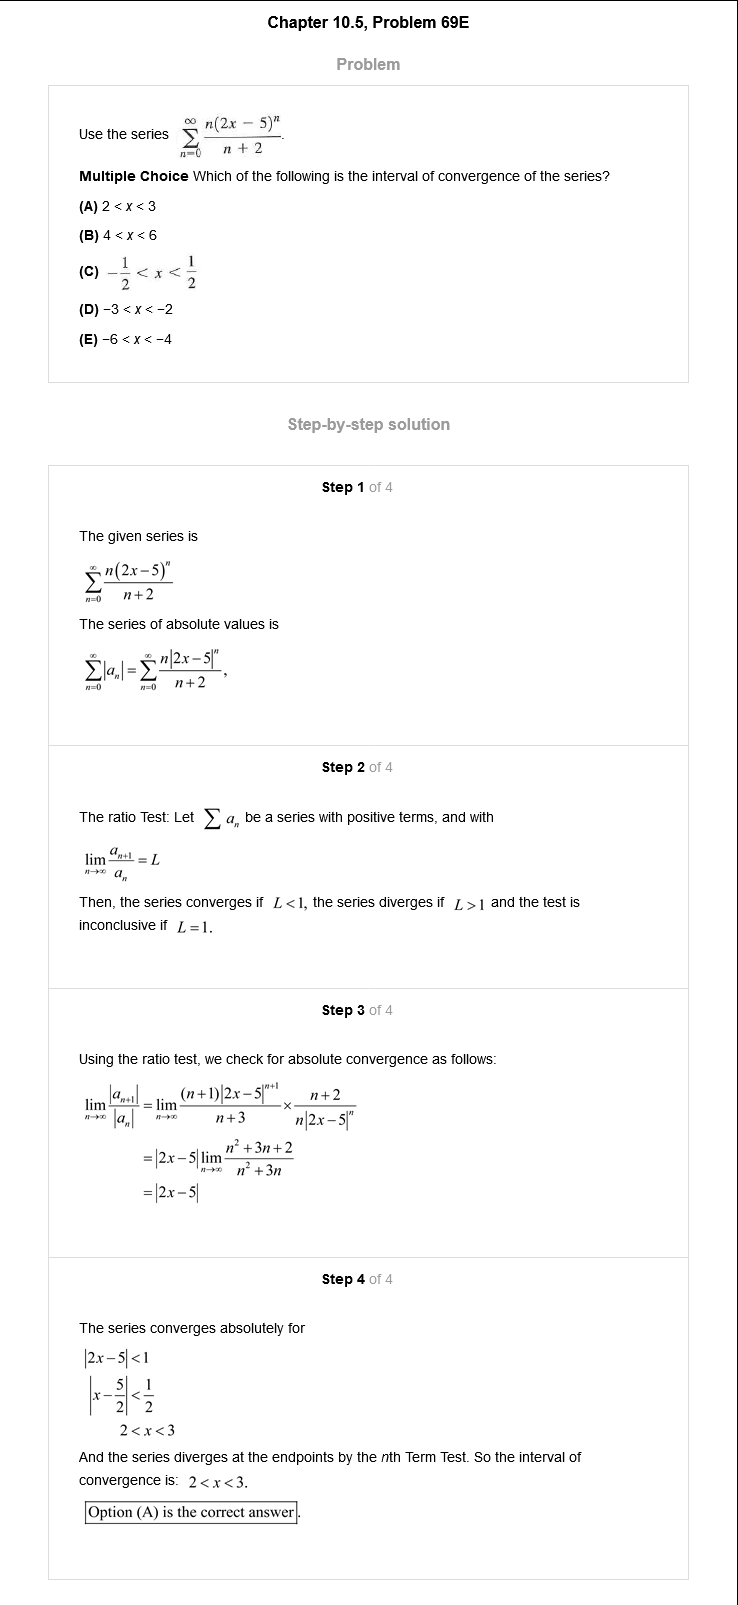 Chapter 10.5, Problem 69E
Problem
Use the series \sum_{n=0}^{\infty} \frac{n(2x - 5)^n}{n + 2}.
Multiple Choice Which of the following is the interval of convergence of the series?
(A) 2 < x < 3
(B) 4 < x < 6
(C) -\frac{1}{2} < x < \frac{1}{2}
(D) −3 < x < −2
(E) −6 < x < −4
Step-by-step solution
Step 1 of 4
The given series is
\sum_{n=0}^{\infty} \frac{n(2x-5)^n}{n+2}
The series of absolute values is
\sum_{n=0}^{\infty} |a_n| = \sum_{n=0}^{\infty} \frac{n|2x-5|^n}{n+2},
Step 2 of 4
The ratio Test: Let \sum a_n be a series with positive terms, and with
\lim_{n \to \infty} \frac{a_{n+1}}{a_n} = L
Then, the series converges if L < 1, the series diverges if L > 1 and the test is
inconclusive if L = 1.
Step 3 of 4
Using the ratio test, we check for absolute convergence as follows:
\lim_{n \to \infty} \frac{|a_{n+1}|}{|a_n|} = \lim_{n \to \infty} \frac{(n+1)|2x-5|^{n+1}}{n+3} \times \frac{n+2}{n|2x-5|^n}
= |2x-5| \lim_{n \to \infty} \frac{n^2+3n+2}{n^2+3n}
= |2x-5|
Step 4 of 4
The series converges absolutely for
|2x-5| < 1
\left|x-\frac{5}{2}\right| < \frac{1}{2}
2 < x < 3
And the series diverges at the endpoints by the nth Term Test. So the interval of
convergence is: 2 < x < 3.
Option (A) is the correct answer.